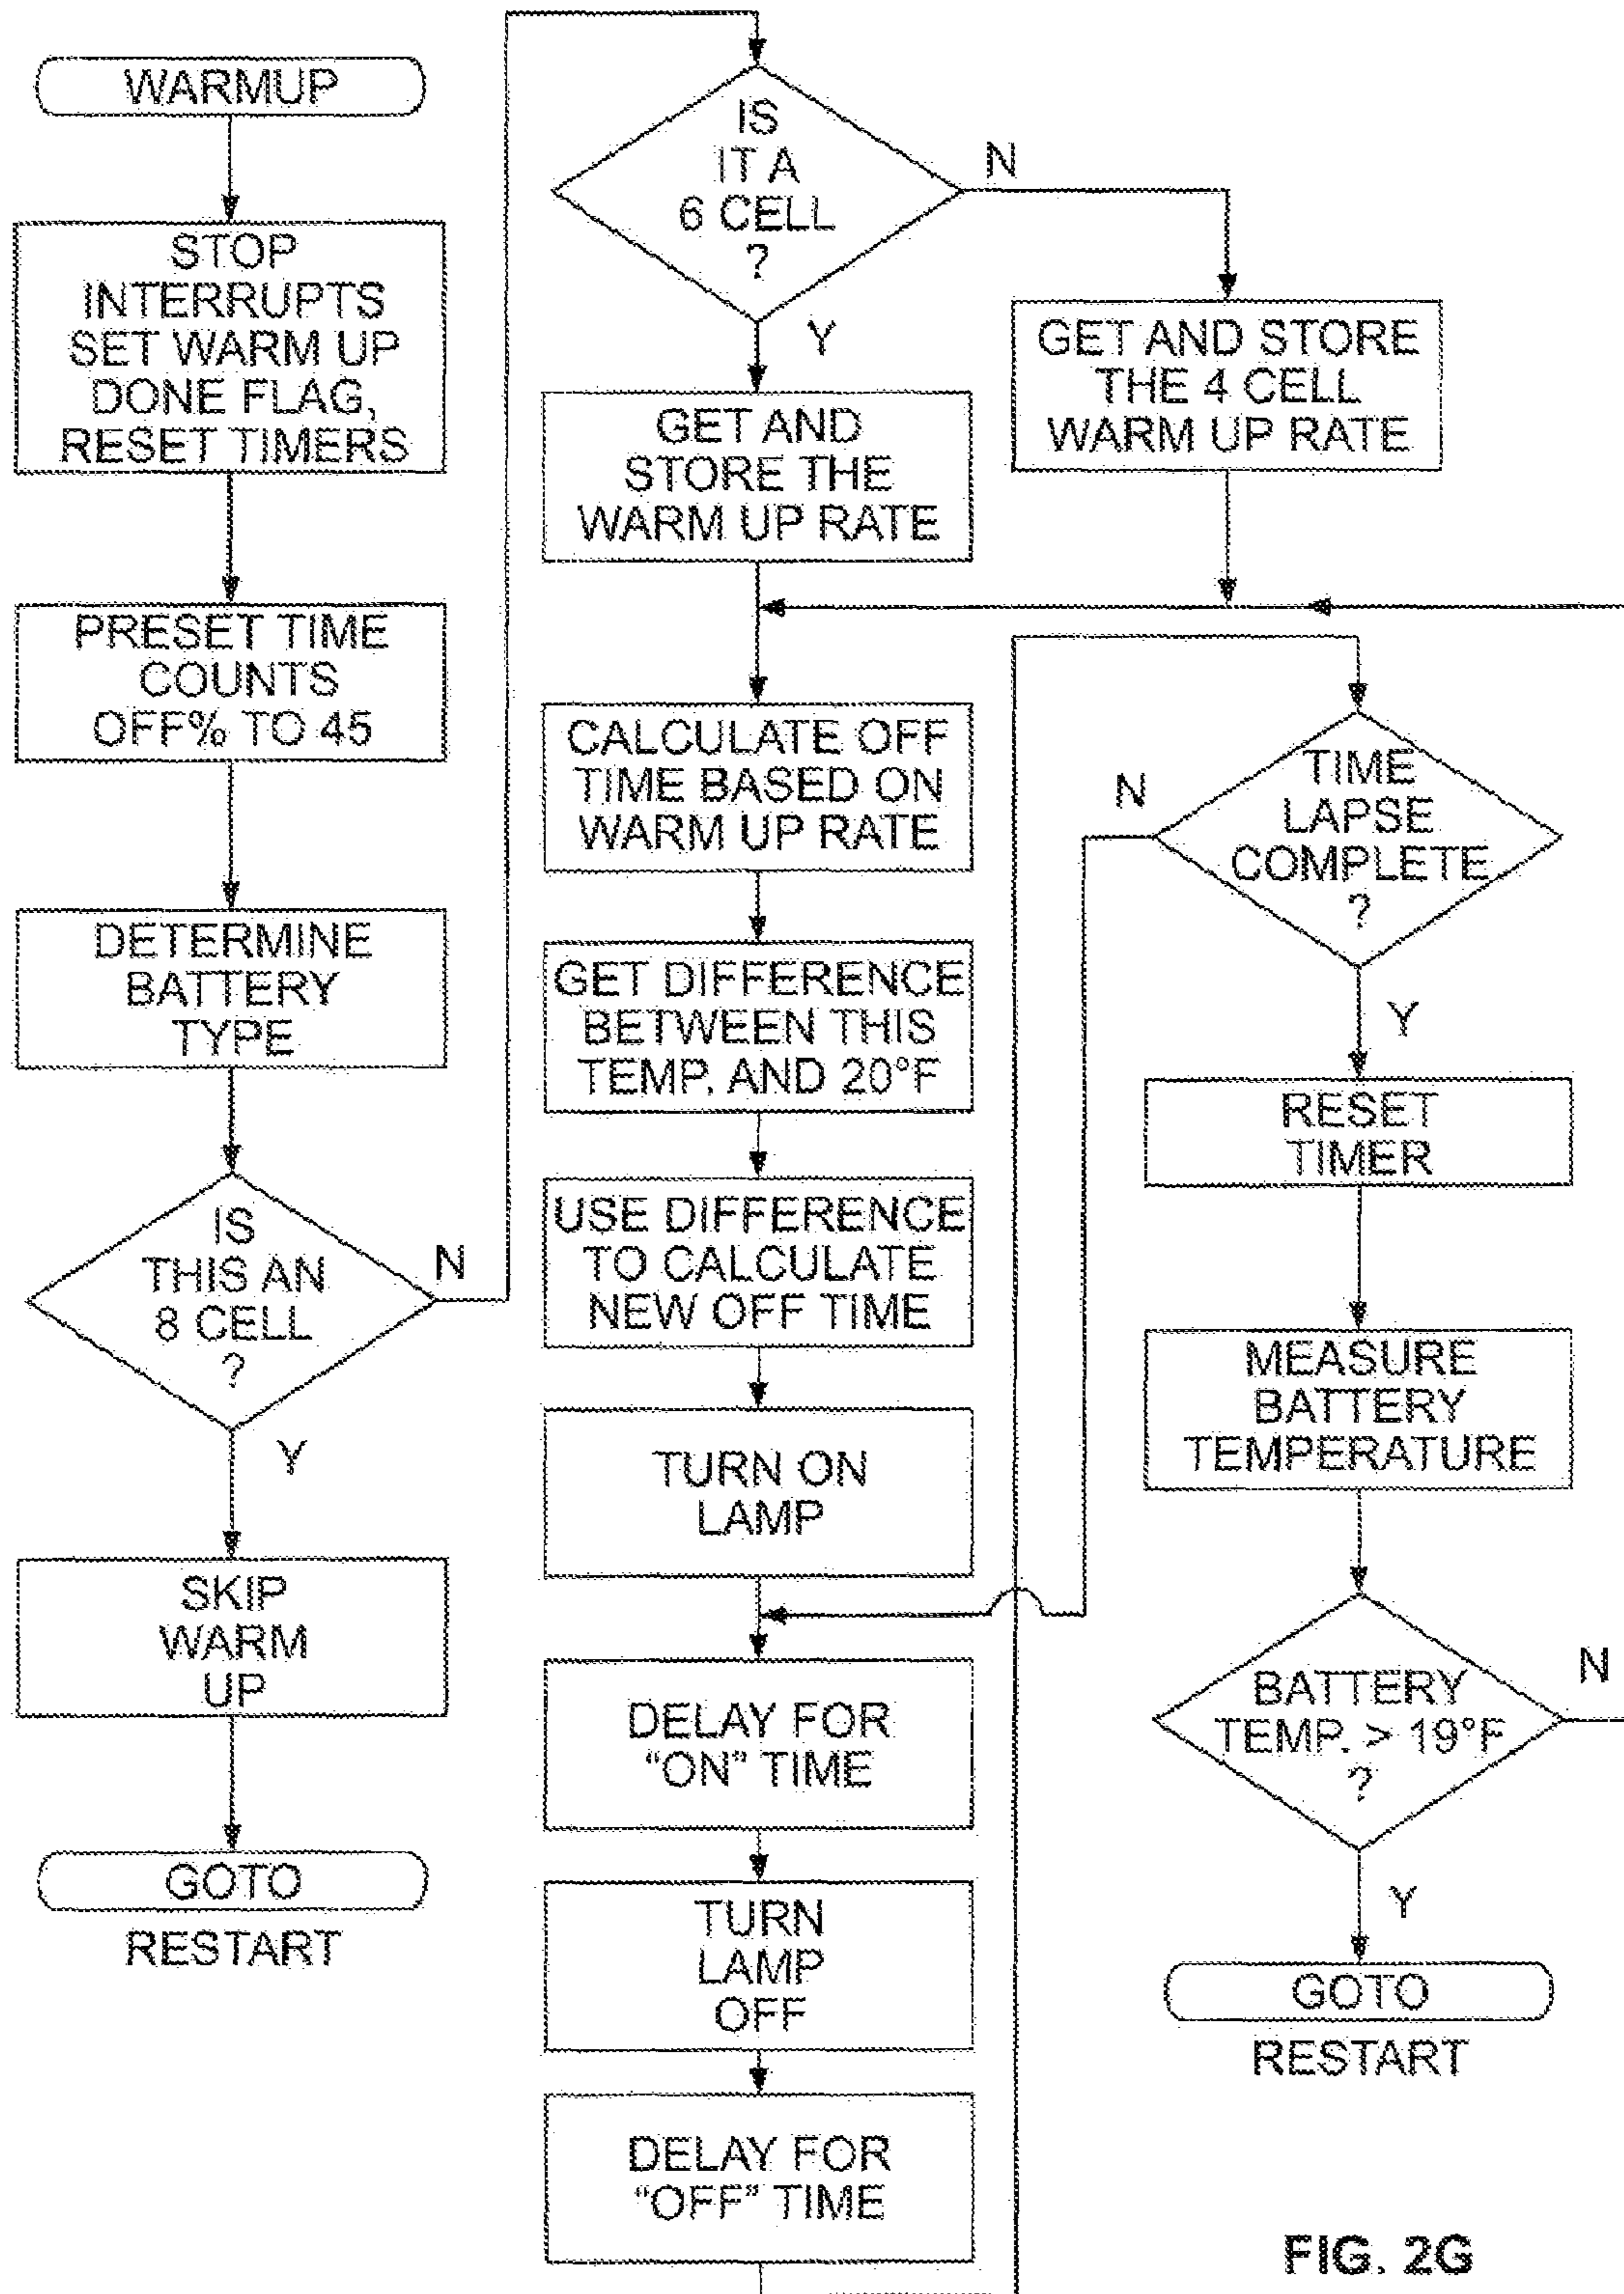 WARMUP
STOP
INTERRUPTS
SET WARM UP
DONE FLAG,
RESET TIMERS
PRESET TIME
COUNTS
OFF% TO 45
DETERMINE
BATTERY
TYPE
IS
THIS AN
8 CELL
?
N
Y
SKIP
WARM
UP
GOTO
RESTART
IS
IT A
6 CELL
?
N
Y
GET AND STORE
THE 4 CELL
WARM UP RATE
GET AND
STORE THE
WARM UP RATE
CALCULATE OFF
TIME BASED ON
WARM UP RATE
GET DIFFERENCE
BETWEEN THIS
TEMP. AND 20°F
USE DIFFERENCE
TO CALCULATE
NEW OFF TIME
TURN ON
LAMP
DELAY FOR
“ON” TIME
TURN
LAMP
OFF
DELAY FOR
“OFF” TIME
TIME
LAPSE
COMPLETE
?
N
Y
RESET
TIMER
MEASURE
BATTERY
TEMPERATURE
BATTERY
TEMP. > 19°F
?
N
Y
GOTO
RESTART
FIG. 2G